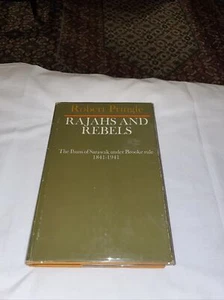 Robert Pringle
RAJAHS AND
REBELS
The Ibans of Sarawak under Brooke rule
1841-1941